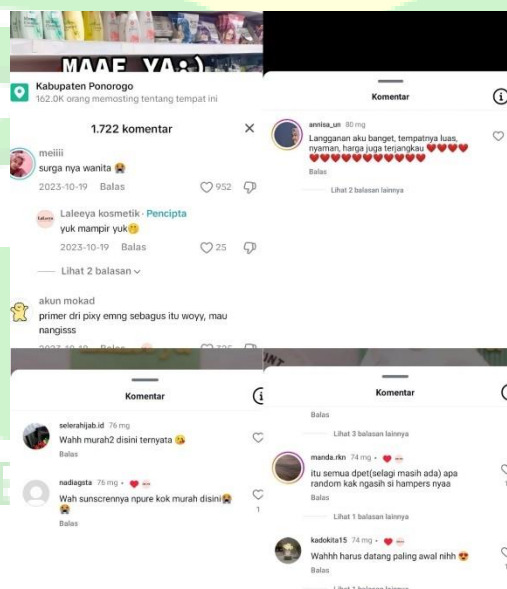 MAAF YA:)
Kabupaten Ponorogo
162.0K orang memosting tentang tempat ini
1.722 komentar
meiiii
surga nya wanita 😭
2023-10-19 Balas 952
Laleeya kosmetik · Pencipta
yuk mampir yuk🤭
2023-10-19 Balas 25
Lihat 2 balasan
akun mokad
primer dri pixy emng sebagus itu woyy, mau
nangisss
Balas
Komentar
annisa_un 80 mg
Langganan aku banget, tempatnya luas,
nyaman, harga juga terjangkau ❤❤❤❤
❤❤❤❤❤❤❤❤❤❤❤
Balas
Lihat 2 balasan lainnya
Komentar
selerahijab.id 76 mg
Wahh murah2 disini ternyata 😘
Balas
nadiagsta 76 mg •
Wah sunscrennya npure kok murah disini😭
😭
Balas
1
Komentar
Balas
Lihat 3 balasan lainnya
manda.rkn 74 mg •
itu semua dpet(selagi masih ada) apa
random kak ngasih si hampers nyaa
Balas
Lihat 1 balasan lainnya
kadokita15 74 mg •
Wahhh harus datang paling awal nihh 😍
Balas
Lihat 1 balasan lainnya